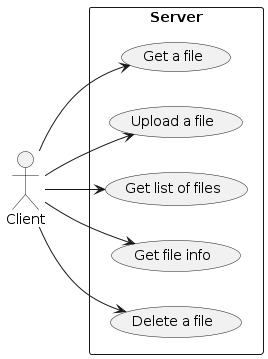 Server
Get a file
Upload a file
Get list of files
Client
Get file info
Delete a file